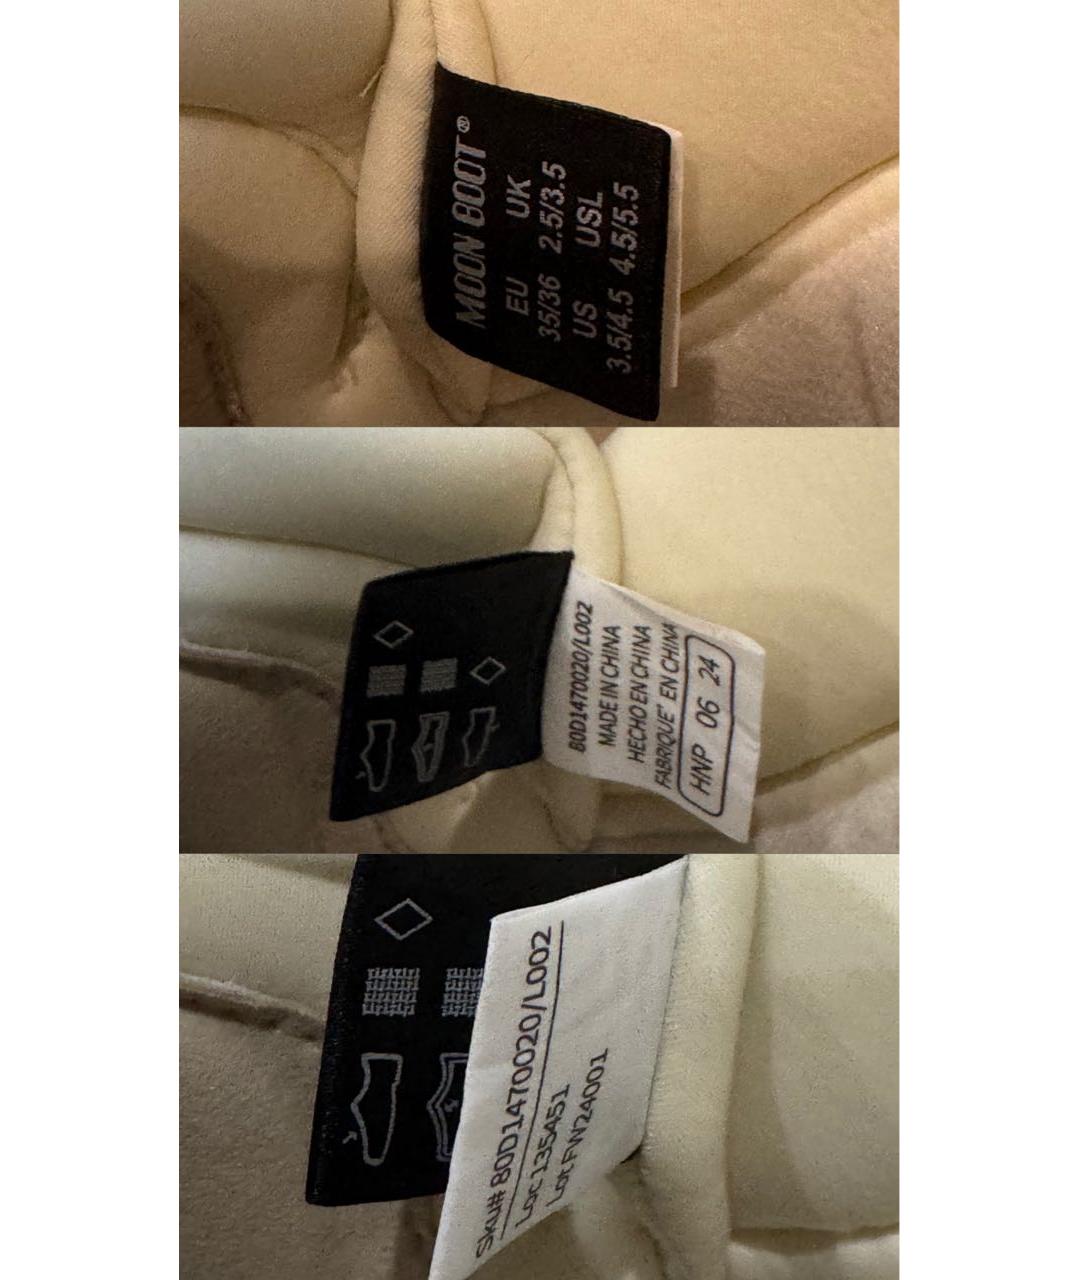 MOON BOOT®
EU UK
35/36 2.5/3.5
US USL
3.5/4.5 4.5/5.5
80D1470020/L002
MADE IN CHINA
HECHO EN CHINA
FABRIQUE' EN CHINA
HNP 06 24
Sku# 80D1470020/L002
Loc 135451
Lot FW24001